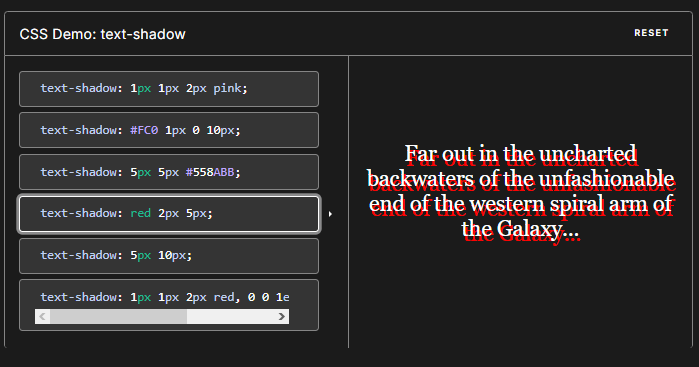 CSS Demo: text-shadow
RESET
text-shadow: 1px 1px 2px pink;
text-shadow: #FC0 1px 0 10px;
text-shadow: 5px 5px #558ABB;
text-shadow: red 2px 5px;
text-shadow: 5px 10px;
text-shadow: 1px 1px 2px red, 0 0 1e
Far out in the uncharted
backwaters of the unfashionable
end of the western spiral arm of
the Galaxy...